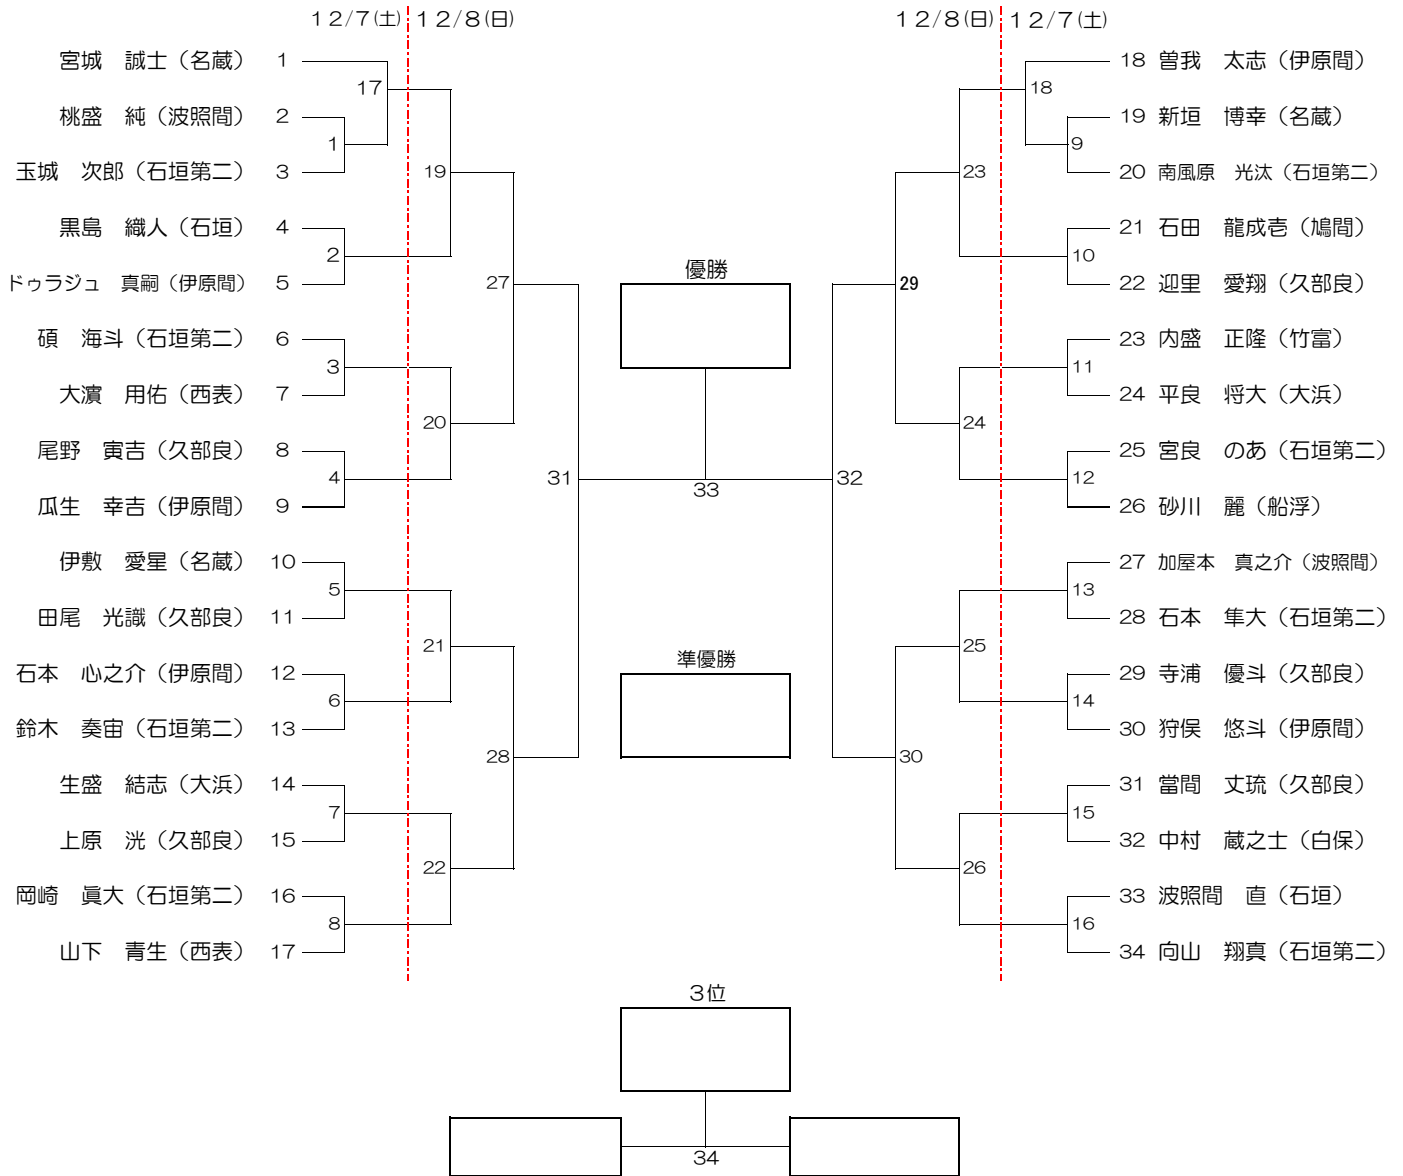 12/7(土) 12/8(日)
12/8(日) 12/7(土)
宮城　誠士（名蔵） 1
桃盛　純（波照間） 2
玉城　次郎（石垣第二） 3
黒島　織人（石垣） 4
ドゥラジュ　真嗣（伊原間） 5
碩　海斗（石垣第二） 6
大濵　用佑（西表） 7
尾野　寅吉（久部良） 8
瓜生　幸吉（伊原間） 9
伊敷　愛星（名蔵） 10
田尾　光識（久部良） 11
石本　心之介（伊原間） 12
鈴木　奏宙（石垣第二） 13
生盛　結志（大浜） 14
上原　洸（久部良） 15
岡崎　眞大（石垣第二） 16
山下　青生（西表） 17
17
1
2
3
4
5
6
7
8
19
20
21
22
27
28
31
優勝
33
準優勝
32
29
30
23
24
25
26
18
9
10
11
12
13
14
15
16
18 曽我　太志（伊原間）
19 新垣　博幸（名蔵）
20 南風原　光汰（石垣第二）
21 石田　龍成壱（鳩間）
22 迎里　愛翔（久部良）
23 内盛　正隆（竹富）
24 平良　将大（大浜）
25 宮良　のあ（石垣第二）
26 砂川　麗（船浮）
27 加屋本　真之介（波照間）
28 石本　隼大（石垣第二）
29 寺浦　優斗（久部良）
30 狩俣　悠斗（伊原間）
31 當間　丈琉（久部良）
32 中村　蔵之士（白保）
33 波照間　直（石垣）
34 向山　翔真（石垣第二）
３位
34